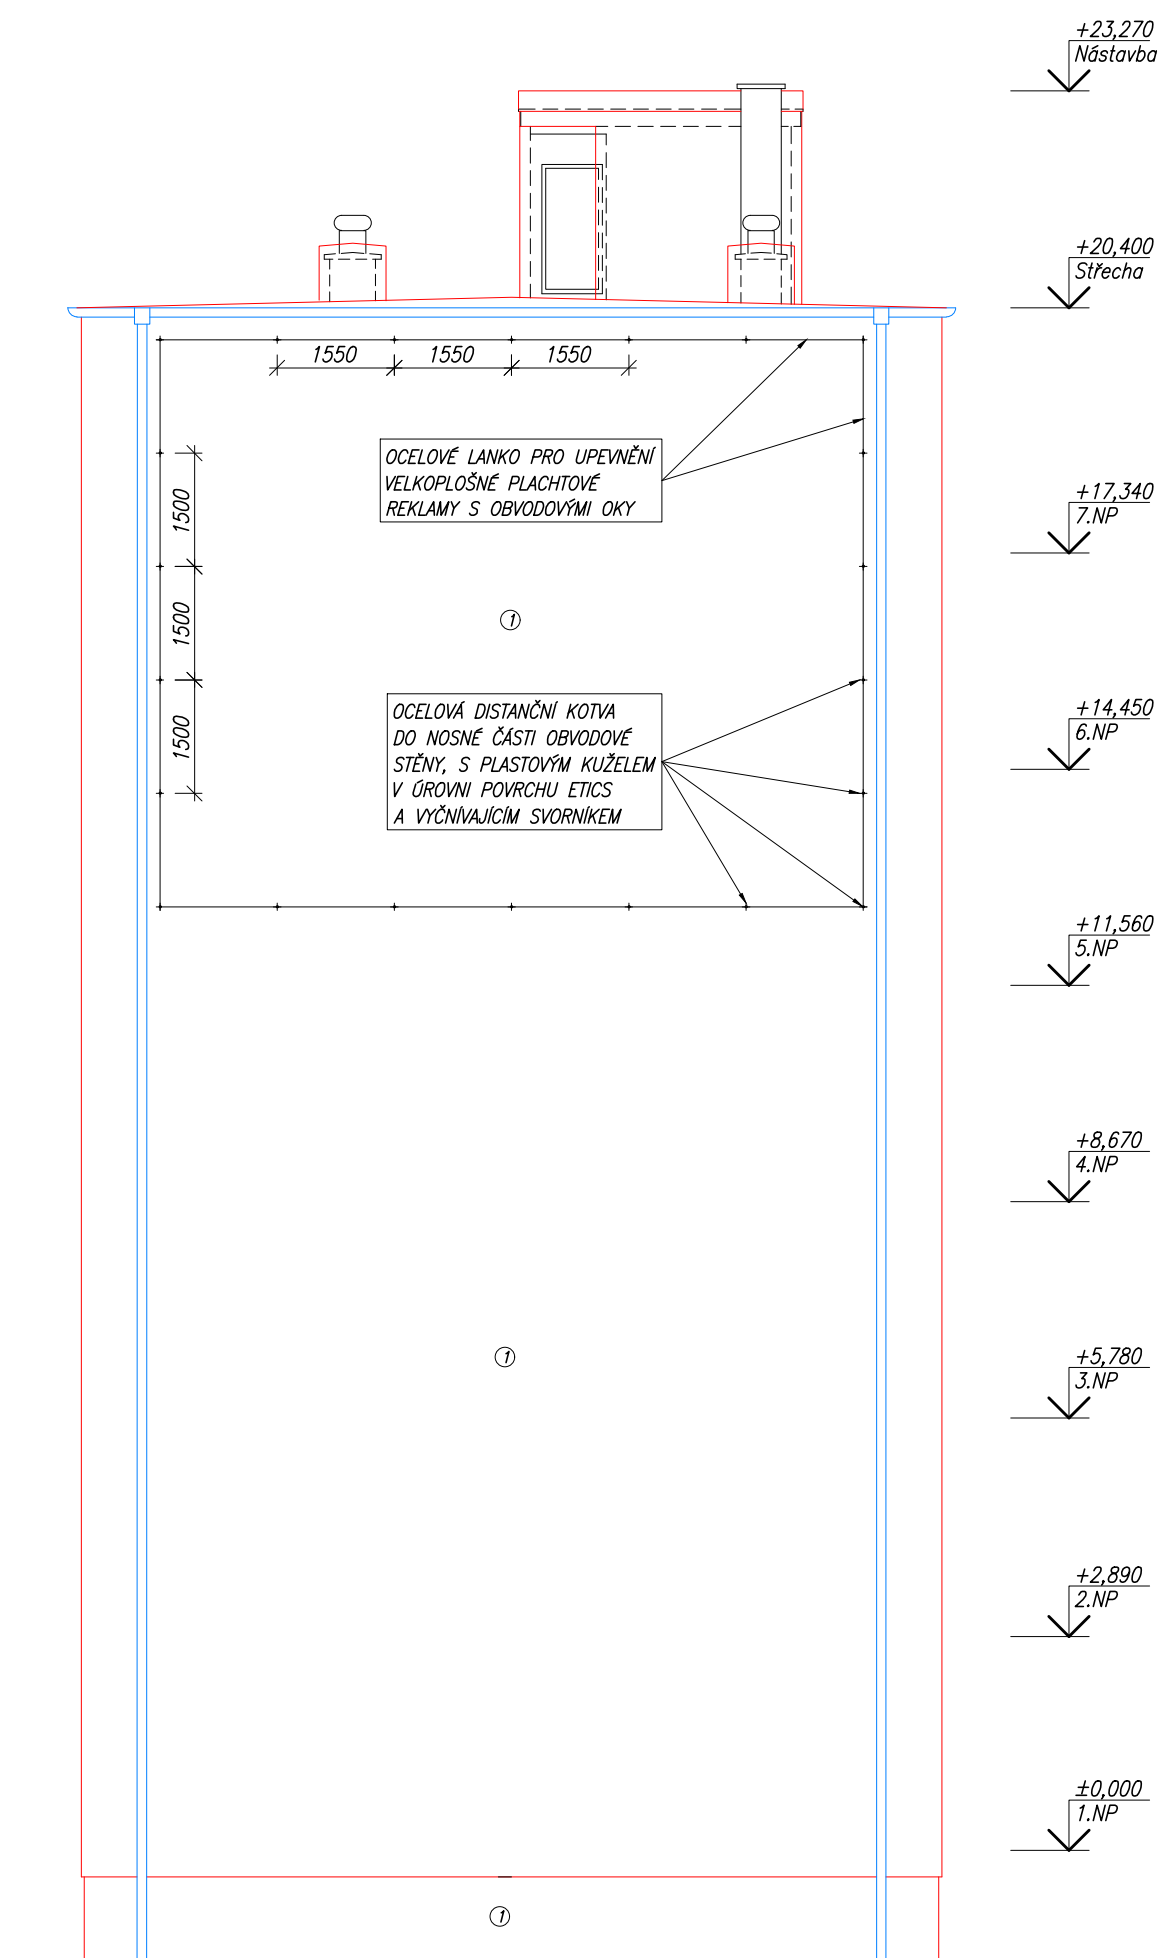 +23,270
Nástavba
+20,400
Střecha
1550 1550 1550
OCELOVÉ LANKO PRO UPEVNĚNÍ
VELKOPLOŠNÉ PLACHTOVÉ
REKLAMY S OBVODOVÝMI OKY
1500
+17,340
7.NP
1500
1
OCELOVÁ DISTANČNÍ KOTVA
DO NOSNÉ ČÁSTI OBVODOVÉ
STĚNY, S PLASTOVÝM KUŽELEM
V ÚROVNI POVRCHU ETICS
A VYČNÍVAJÍCÍM SVORNÍKEM
1500
+14,450
6.NP
+11,560
5.NP
+8,670
4.NP
1
+5,780
3.NP
+2,890
2.NP
±0,000
1.NP
1